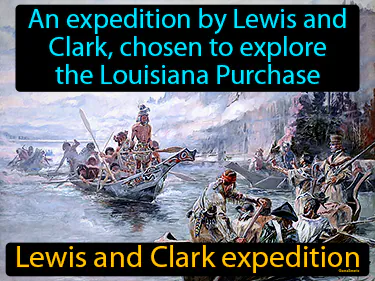 An expedition by Lewis and
Clark, chosen to explore
the Louisiana Purchase
Lewis and Clark expedition